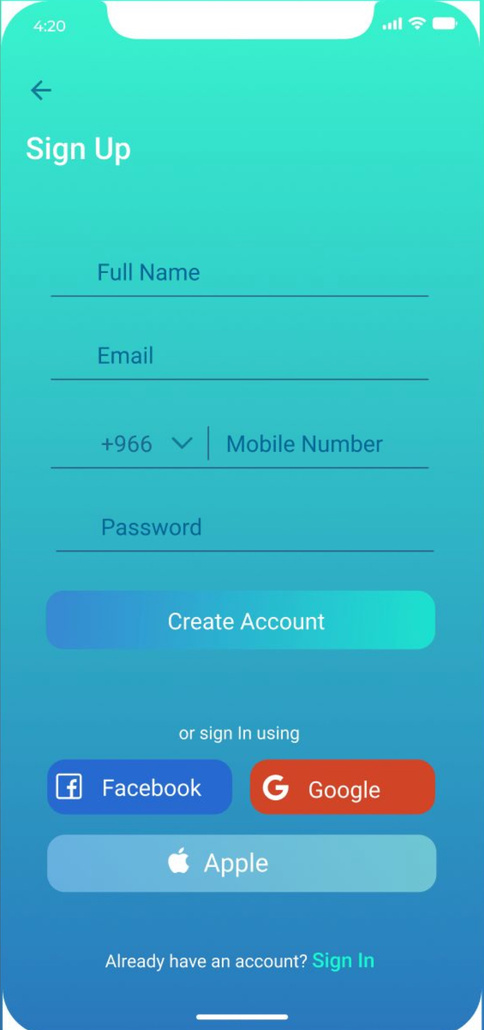 4:20
Sign Up
Full Name
Email
+966 Mobile Number
Password
Create Account
or sign In using
Facebook Google
Apple
Already have an account? Sign In